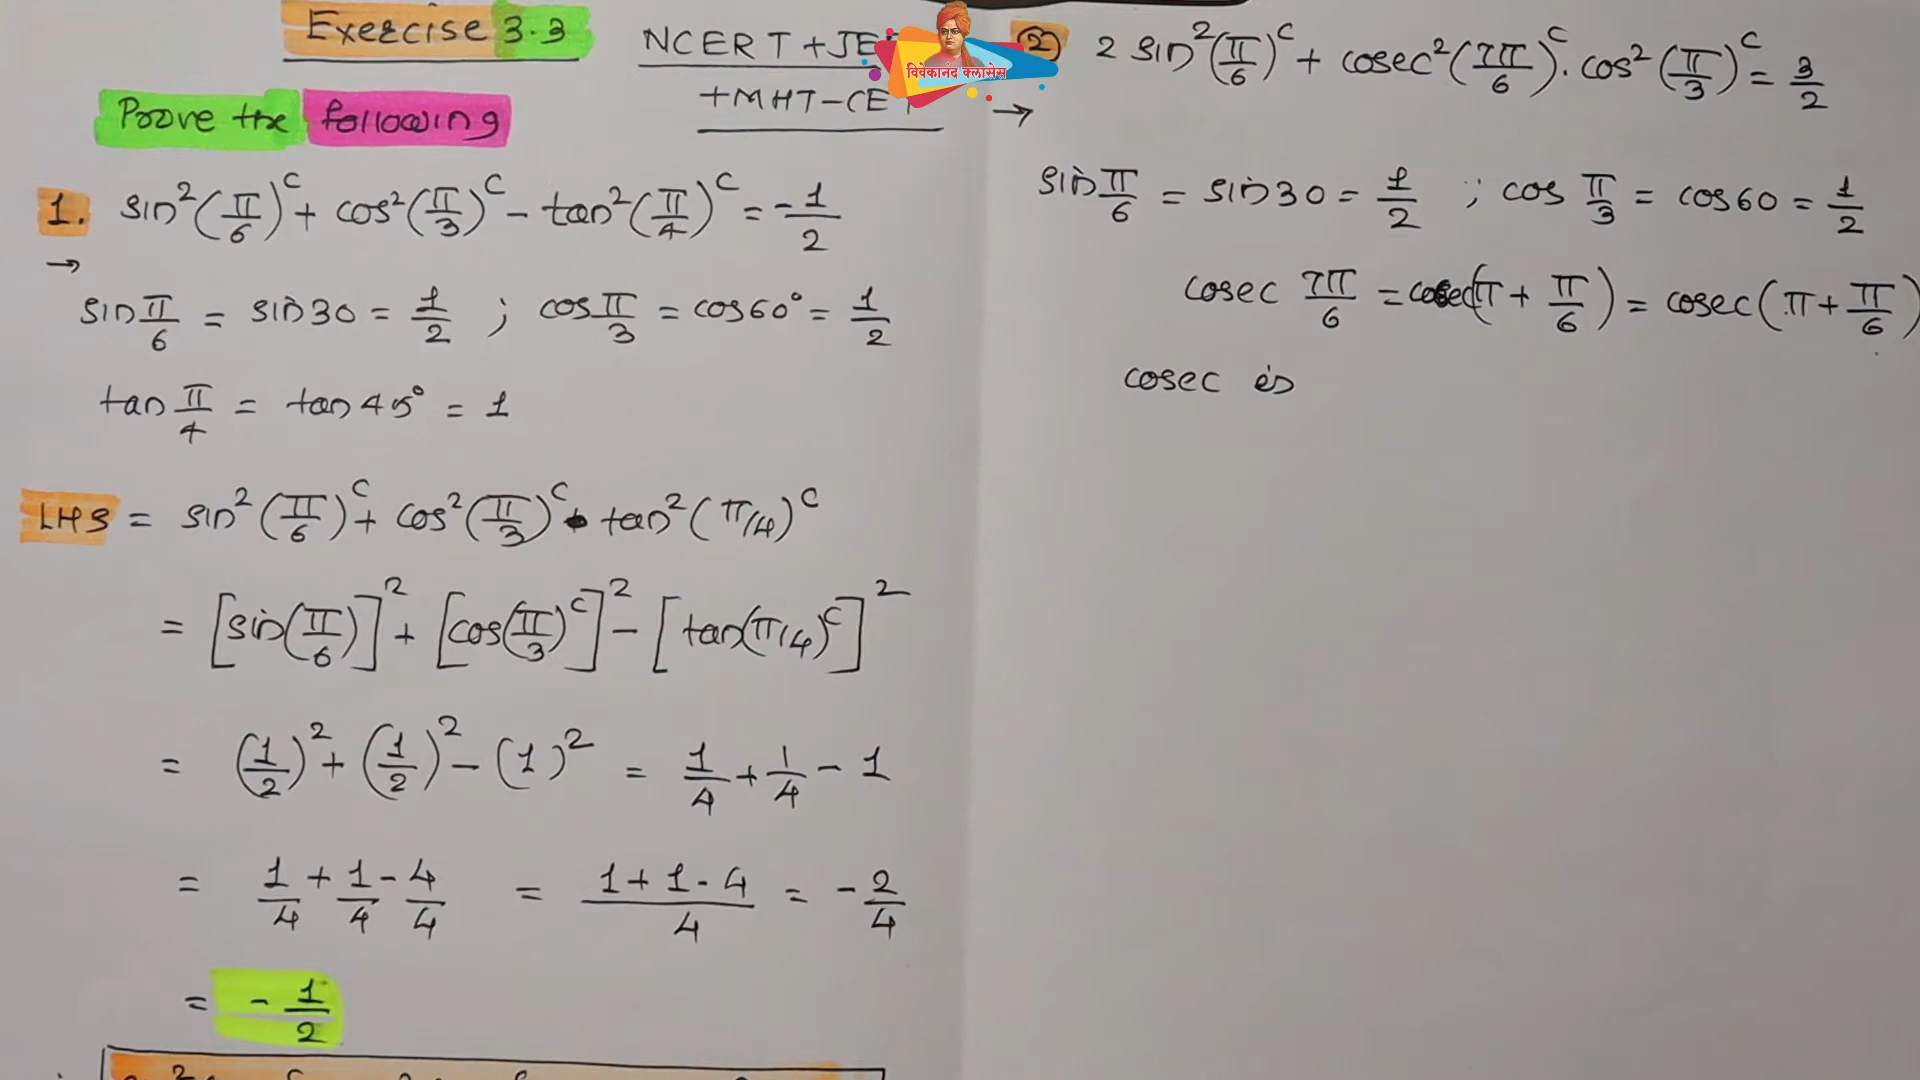 Exercise 3.3
NCERT + JE
+MHT-CET
विवेकानंद क्लासेस
Prove the following
1. sin²(π/6)ᶜ + cos²(π/3)ᶜ - tan²(π/4)ᶜ = -1/2
→
sin π/6 = sin 30 = 1/2 ; cos π/3 = cos 60° = 1/2
tan π/4 = tan 45° = 1
LHS = sin²(π/6)ᶜ + cos²(π/3)ᶜ - tan²(π/4)ᶜ
= [sin(π/6)]² + [cos(π/3)ᶜ]² - [tan(π/4)ᶜ]²
= (1/2)² + (1/2)² - (1)² = 1/4 + 1/4 - 1
= 1/4 + 1/4 - 4/4 = (1+1-4)/4 = -2/4
= -1/2
② 2 sin²(π/6)ᶜ + cosec²(7π/6)ᶜ . cos²(π/3)ᶜ = 3/2
→
sin π/6 = sin 30 = 1/2 ; cos π/3 = cos 60 = 1/2
cosec 7π/6 = cosec(π + π/6) = cosec(π + π/6)
cosec is